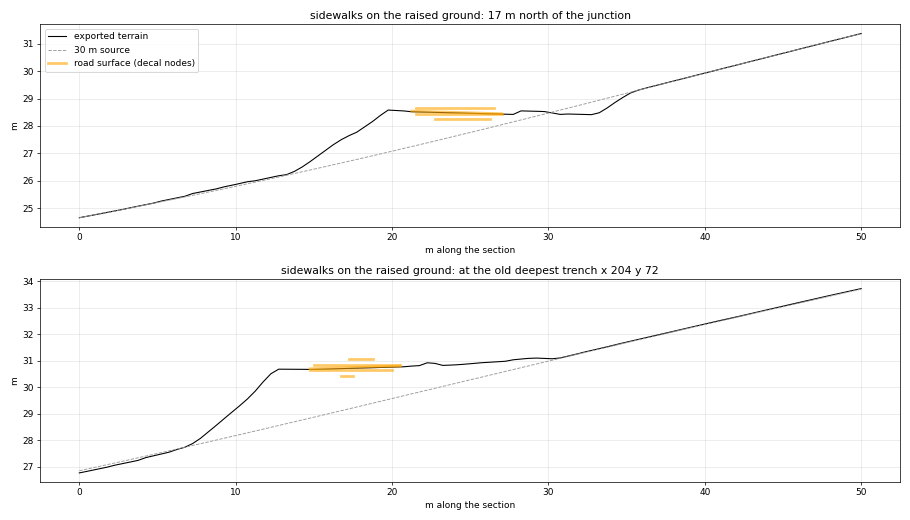 sidewalks on the raised ground: 17 m north of the junction
exported terrain
30 m source
road surface (decal nodes)
31
30
29
28
27
26
25
m
0 10 20 30 40 50
m along the section
sidewalks on the raised ground: at the old deepest trench x 204 y 72
34
33
32
31
30
29
28
27
m
0 10 20 30 40 50
m along the section